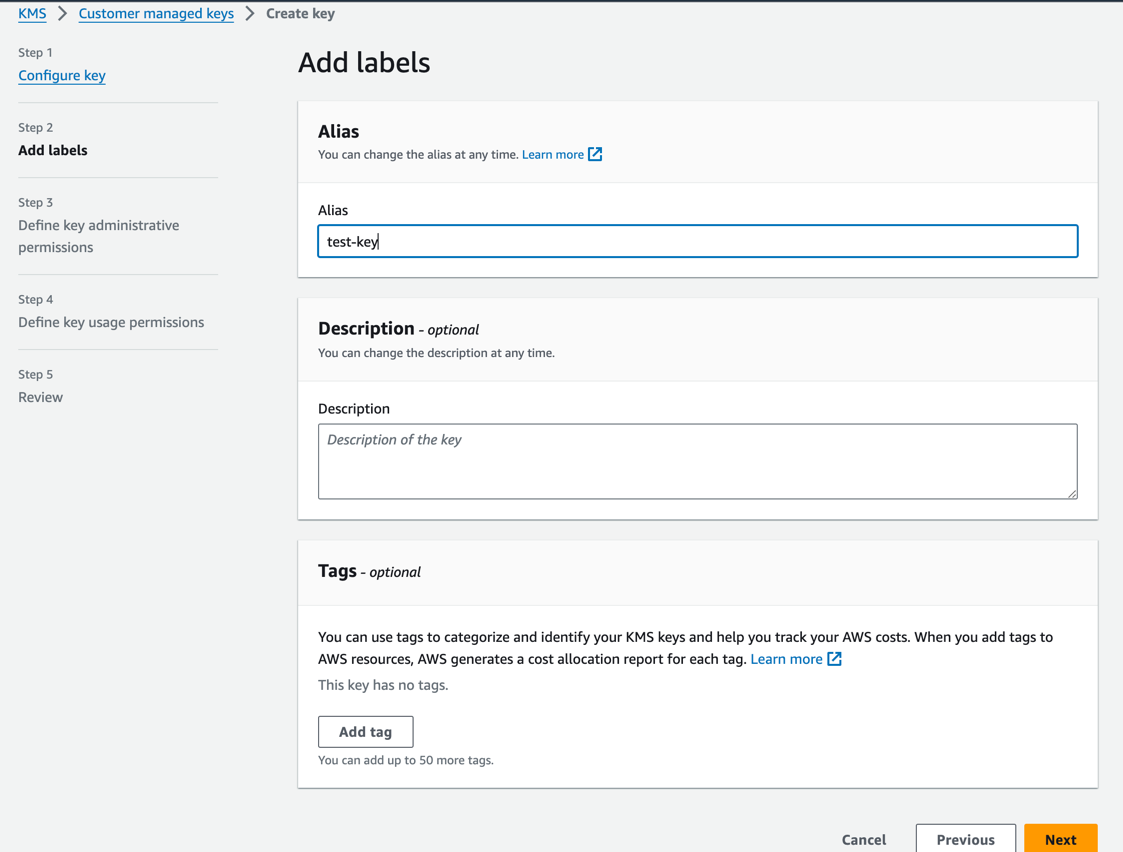 KMS > Customer managed keys > Create key
Step 1
Configure key
Step 2
Add labels
Step 3
Define key administrative
permissions
Step 4
Define key usage permissions
Step 5
Review
Add labels
Alias
You can change the alias at any time. Learn more
Alias
test-key
Description - optional
You can change the description at any time.
Description
Description of the key
Tags - optional
You can use tags to categorize and identify your KMS keys and help you track your AWS costs. When you add tags to
AWS resources, AWS generates a cost allocation report for each tag. Learn more
This key has no tags.
Add tag
You can add up to 50 more tags.
Cancel Previous Next